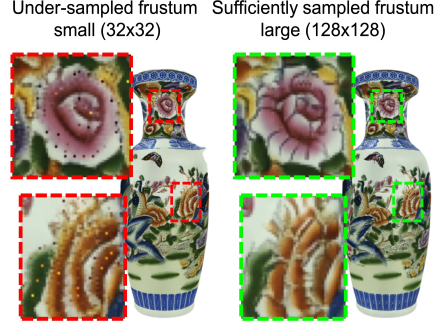 Under-sampled frustum
small (32x32)
Sufficiently sampled frustum
large (128x128)